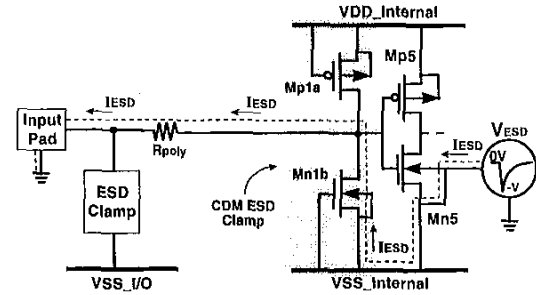 VDD_Internal
Mp5
Mp1a
IESD
IESD
Input
Pad
Rpoly
VESD
IESD
0V
-V
ESD
Clamp
Mn1b
CDM ESD
Clamp
Mn5
IESD
VSS_I/O
VSS_Internal